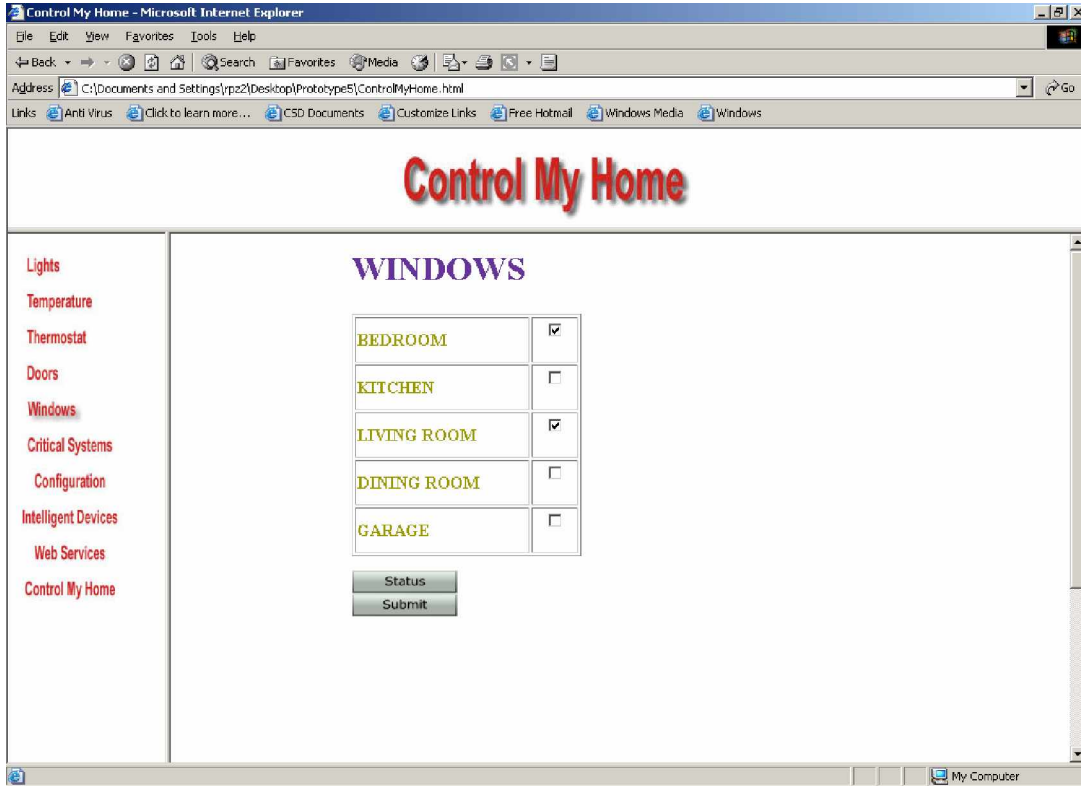 Control My Home - Microsoft Internet Explorer
File Edit View Favorites Tools Help
Back Search Favorites Media
Address C:\Documents and Settings\rpz2\Desktop\Prototype5\ControlMyHome.html Go
Links Anti Virus Click to learn more... CSD Documents Customize Links Free Hotmail Windows Media Windows
Control My Home
Lights
Temperature
Thermostat
Doors
Windows
Critical Systems
Configuration
Intelligent Devices
Web Services
Control My Home
WINDOWS
BEDROOM
KITCHEN
LIVING ROOM
DINING ROOM
GARAGE
Status
Submit
My Computer